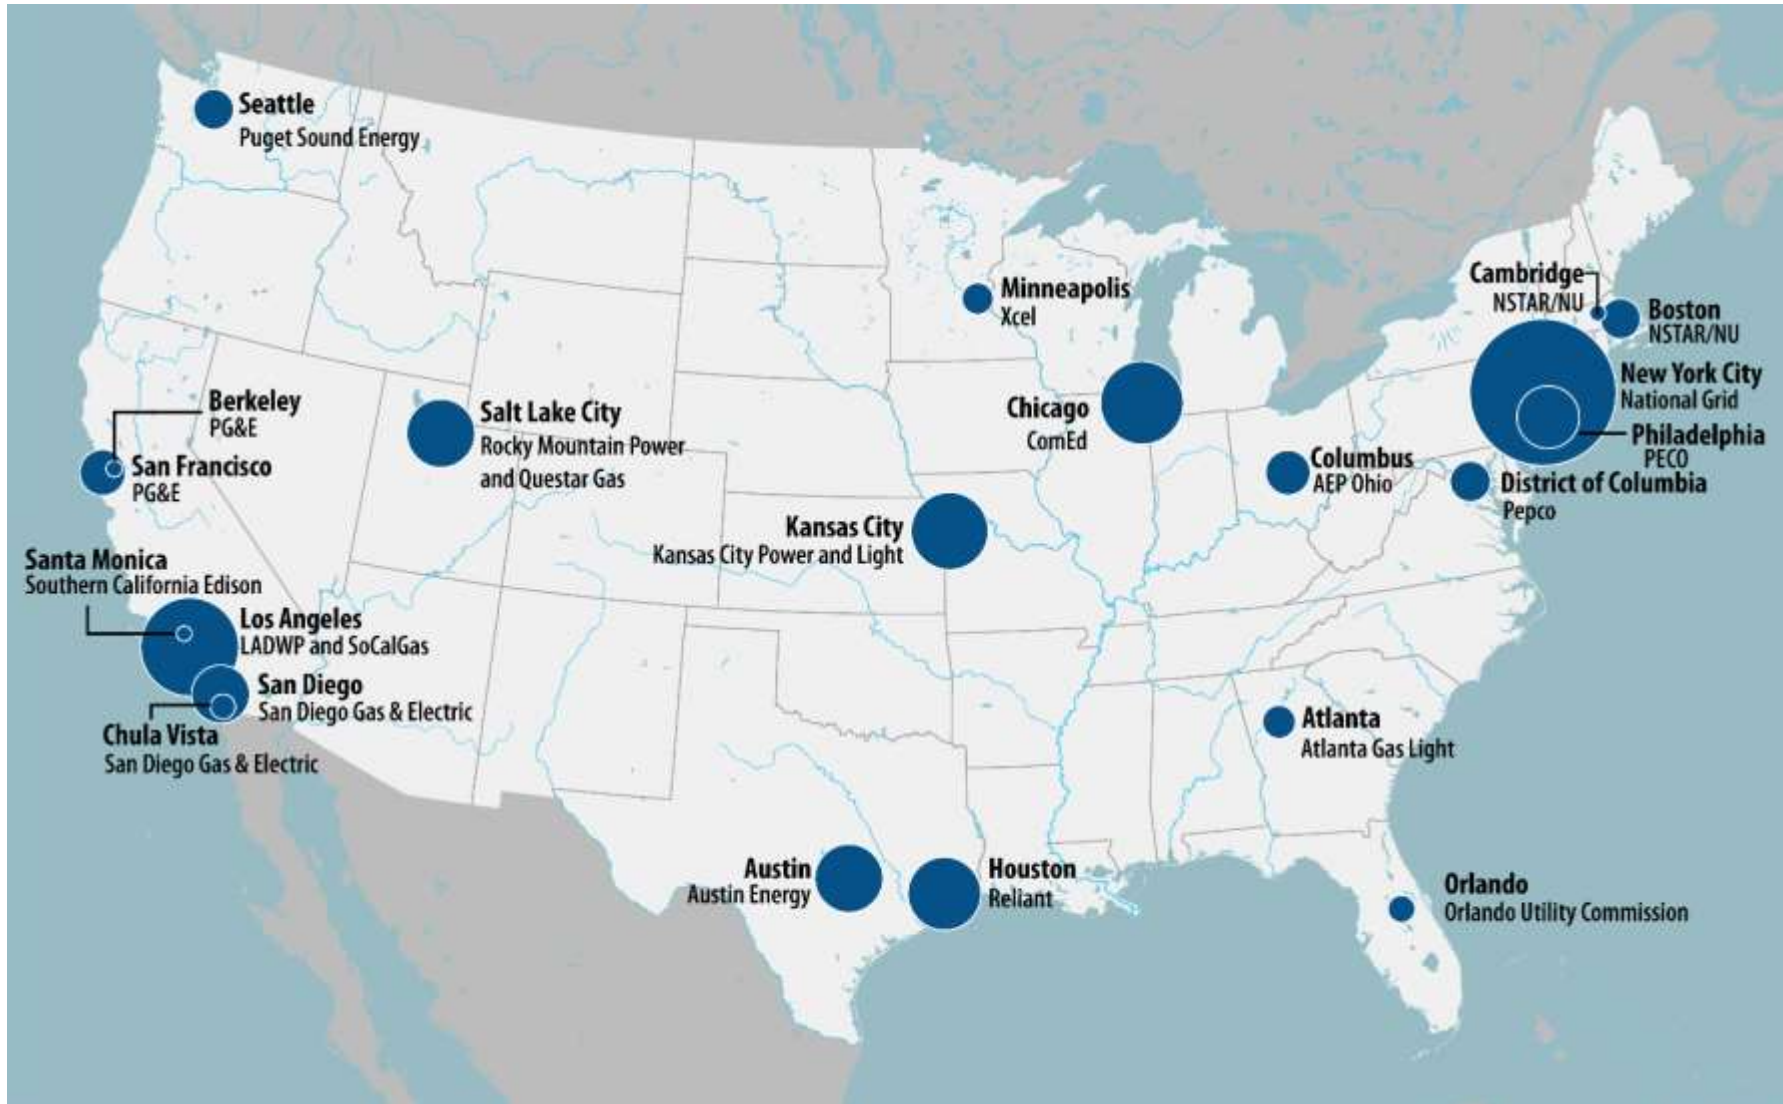 Seattle
Puget Sound Energy
Minneapolis
Xcel
Cambridge
NSTAR/NU
Boston
NSTAR/NU
New York City
National Grid
Philadelphia
PECO
District of Columbia
Pepco
Columbus
AEP Ohio
Chicago
ComEd
Salt Lake City
Rocky Mountain Power
and Questar Gas
Berkeley
PG&E
San Francisco
PG&E
Kansas City
Kansas City Power and Light
Santa Monica
Southern California Edison
Los Angeles
LADWP and SoCalGas
San Diego
San Diego Gas & Electric
Chula Vista
San Diego Gas & Electric
Atlanta
Atlanta Gas Light
Austin
Austin Energy
Houston
Reliant
Orlando
Orlando Utility Commission